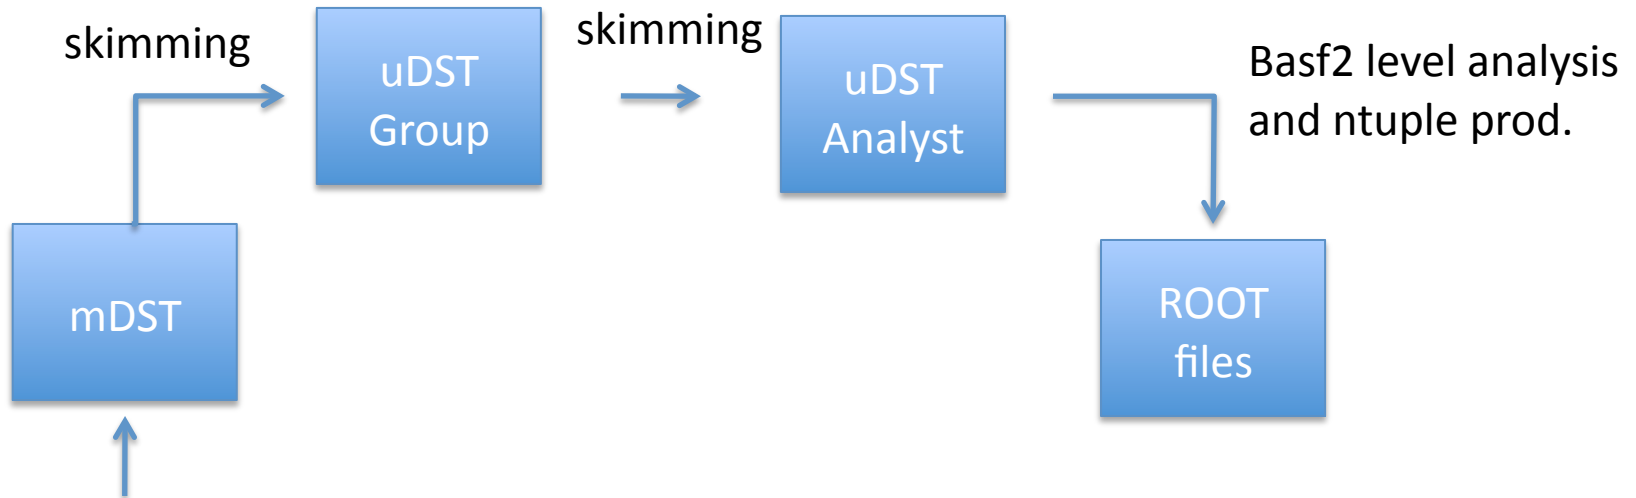 skimming
uDST
Group
skimming
uDST
Analyst
Basf2 level analysis
and ntuple prod.
mDST
ROOT
files